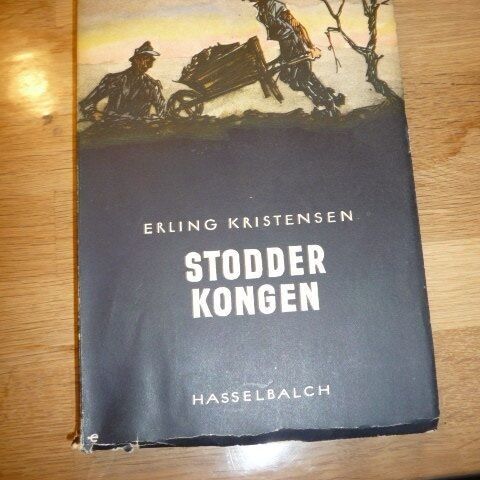 ERLING KRISTENSEN
STODDER
KONGEN
HASSELBALCH